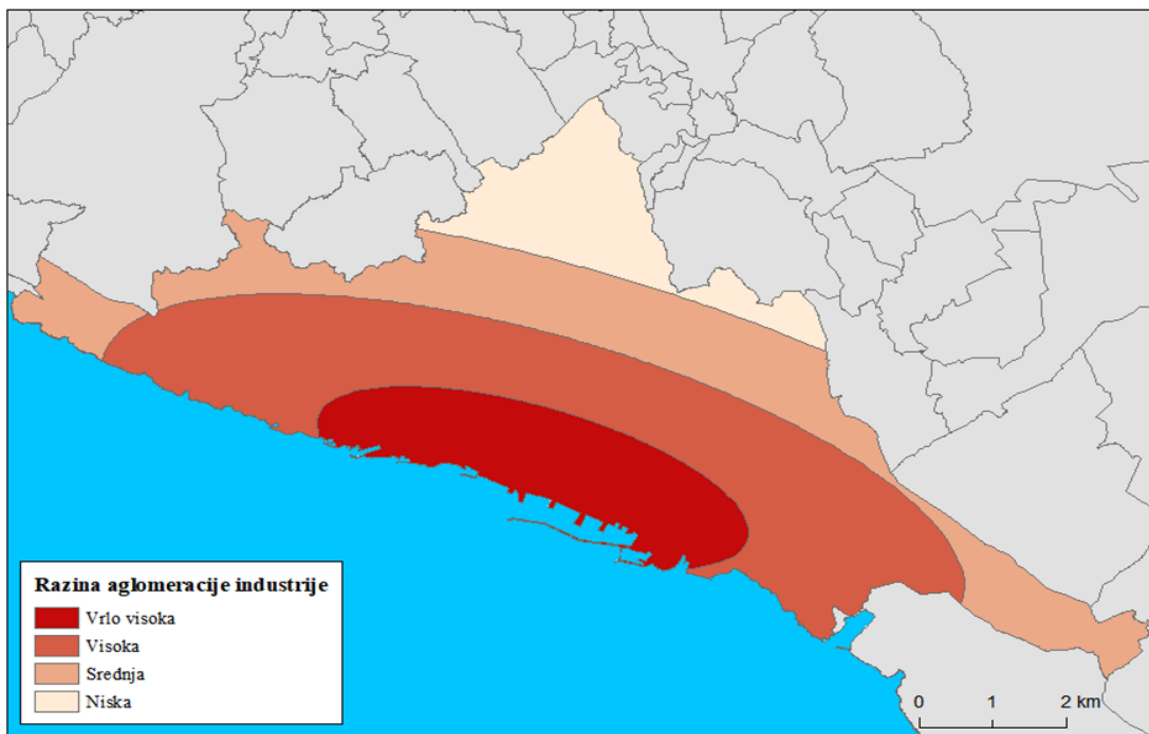 Razina aglomeracije industrije
Vrlo visoka
Visoka
Srednja
Niska
0 1 2 km